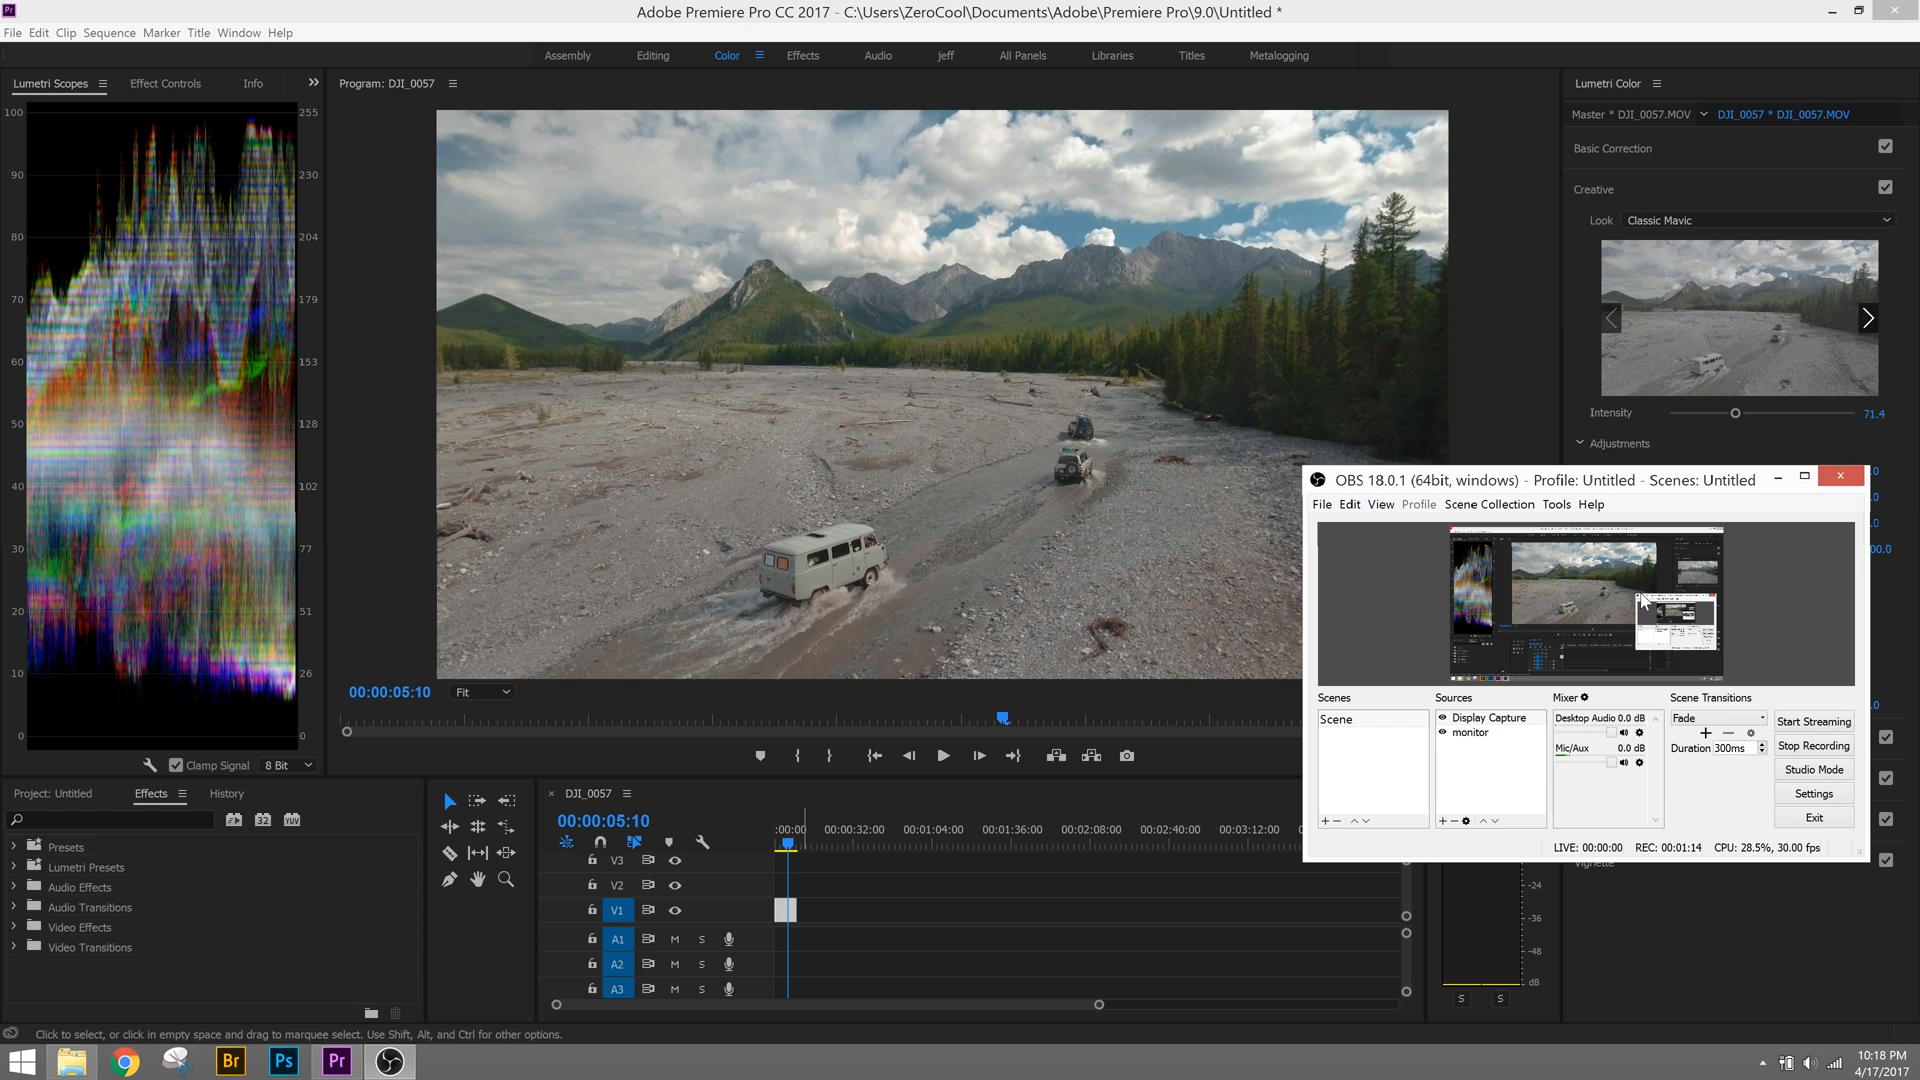 Pr
Adobe Premiere Pro CC 2017 - C:\Users\ZeroCool\Documents\Adobe\Premiere Pro\9.0\Untitled *
File Edit Clip Sequence Marker Title Window Help
Assembly Editing Color Effects Audio jeff All Panels Libraries Titles Metalogging
Lumetri Scopes Effect Controls Info
Program: DJI_0057
Lumetri Color
Master * DJI_0057.MOV DJI_0057 * DJI_0057.MOV
Basic Correction
Creative
Look Classic Mavic
Intensity 71.4
Adjustments
100 255
90 230
80 204
70 179
60 153
50 128
40 102
30 77
20 51
10 26
0 0
Clamp Signal 8 Bit
00:00:05:10 Fit
OBS 18.0.1 (64bit, windows) - Profile: Untitled - Scenes: Untitled
File Edit View Profile Scene Collection Tools Help
Scenes Sources Mixer Scene Transitions
Scene
Display Capture
monitor
Desktop Audio 0.0 dB
Mic/Aux 0.0 dB
Fade
Duration 300ms
Start Streaming
Stop Recording
Studio Mode
Settings
Exit
LIVE: 00:00:00 REC: 00:01:14 CPU: 28.5%, 30.00 fps
Vignette
Project: Untitled Effects History
32 YUV
Presets
Lumetri Presets
Audio Effects
Audio Transitions
Video Effects
Video Transitions
× DJI_0057
00:00:05:10
:00:00 00:00:32:00 00:01:04:00 00:01:36:00 00:02:08:00 00:02:40:00 00:03:12:00
V3
V2
V1
A1 M S
A2 M S
A3 M S
-24
-36
-48
dB
S S
Click to select, or click in empty space and drag to marquee select. Use Shift, Alt, and Ctrl for other options.
Br Ps Pr
10:18 PM
4/17/2017